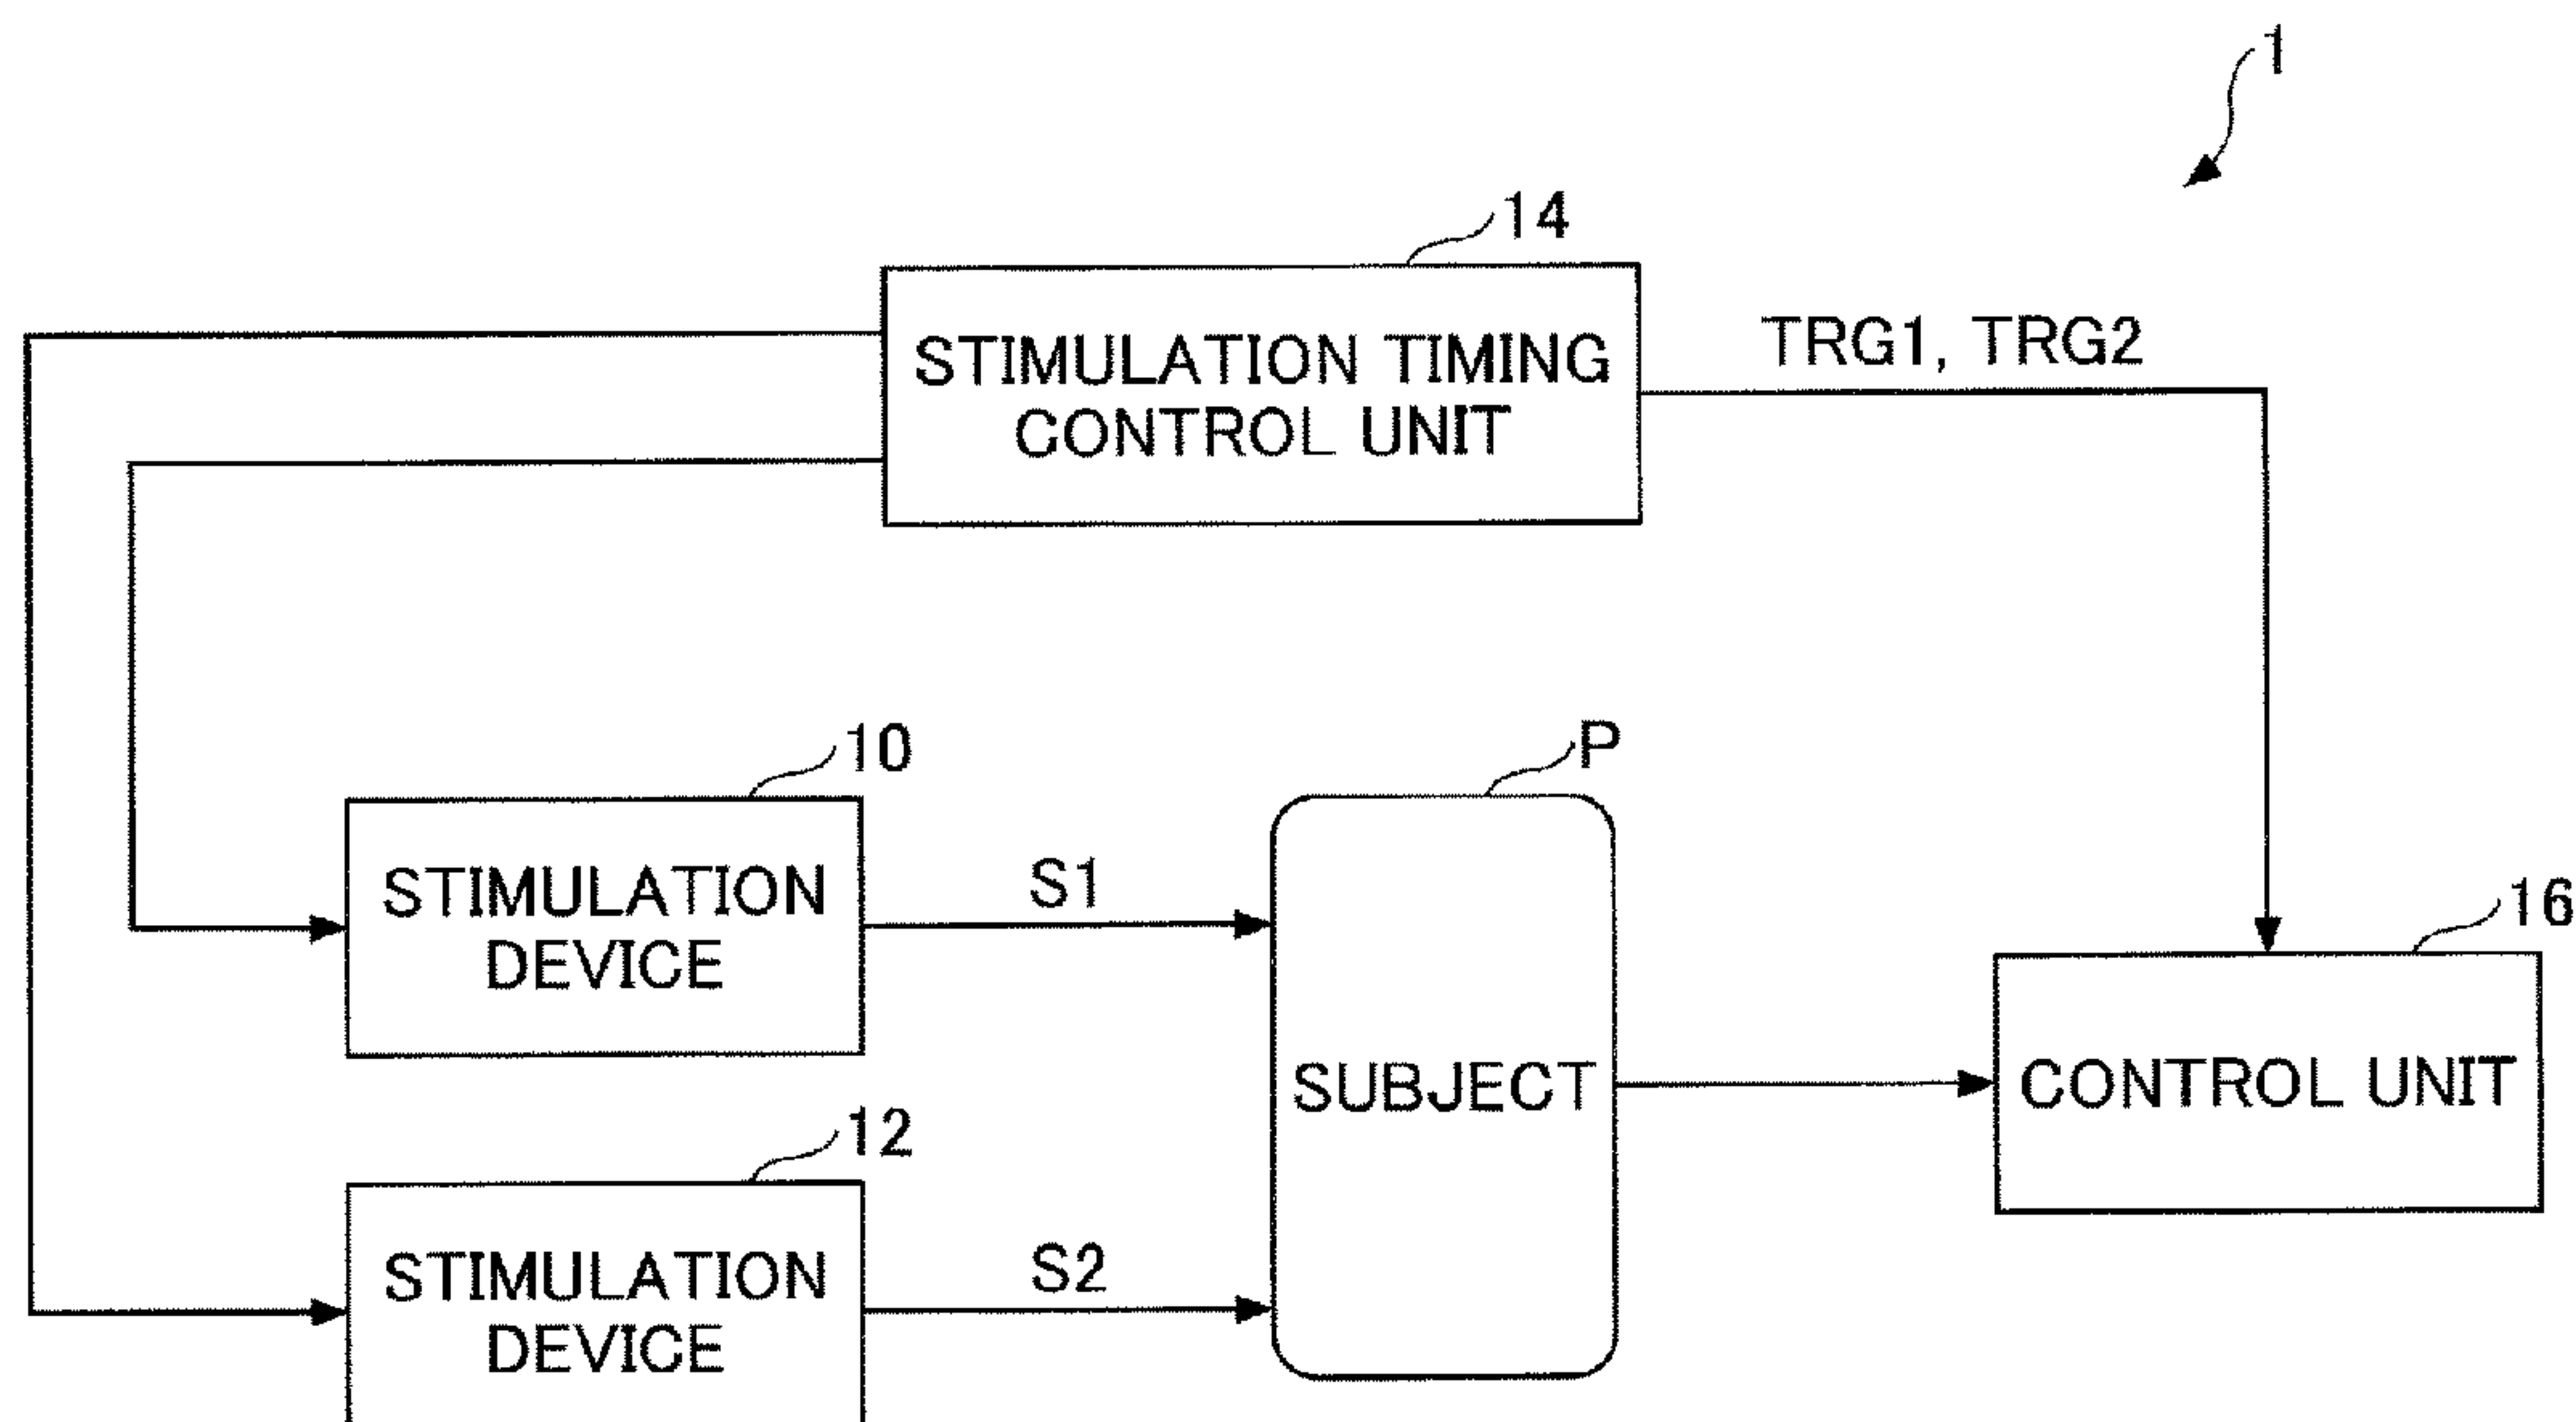 1
14
STIMULATION TIMING
CONTROL UNIT
TRG1, TRG2
10
STIMULATION
DEVICE
S1
P
SUBJECT
16
CONTROL UNIT
12
STIMULATION
DEVICE
S2